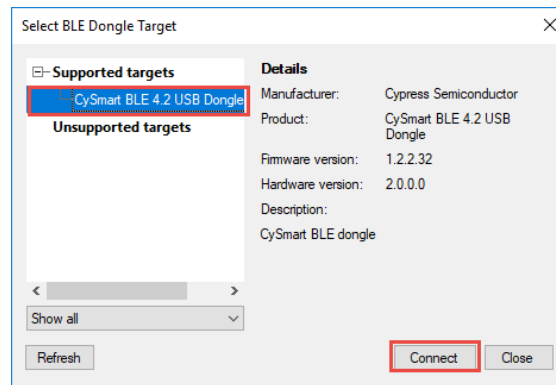 Select BLE Dongle Target
Supported targets
CySmart BLE 4.2 USB Dongle
Unsupported targets
Show all
Refresh
Details
Manufacturer: Cypress Semiconductor
Product: CySmart BLE 4.2 USB
Dongle
Firmware version: 1.2.2.32
Hardware version: 2.0.0.0
Description:
CySmart BLE dongle
Connect Close